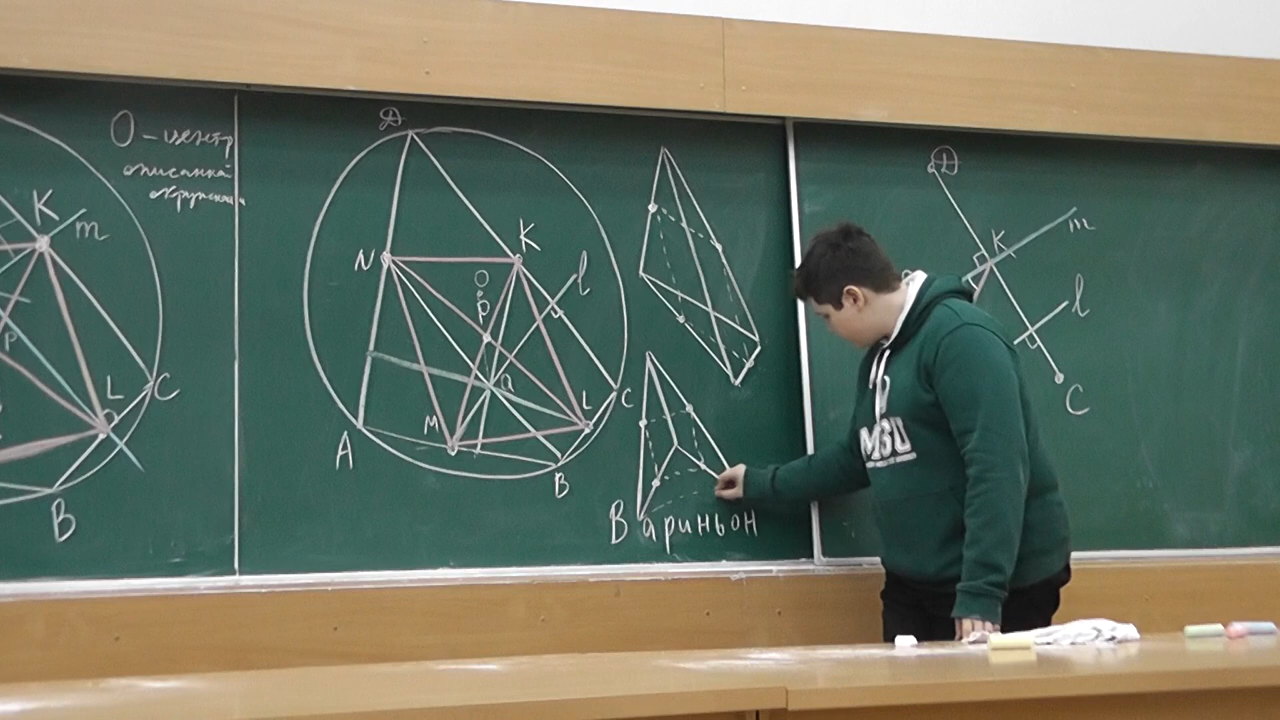 O - центр
описанной
окружности
K
m
P
L
C
B
D
N
K
O
P
l
Q
M
L
C
A
B
Вариньон
D
K
m
l
C
MSU